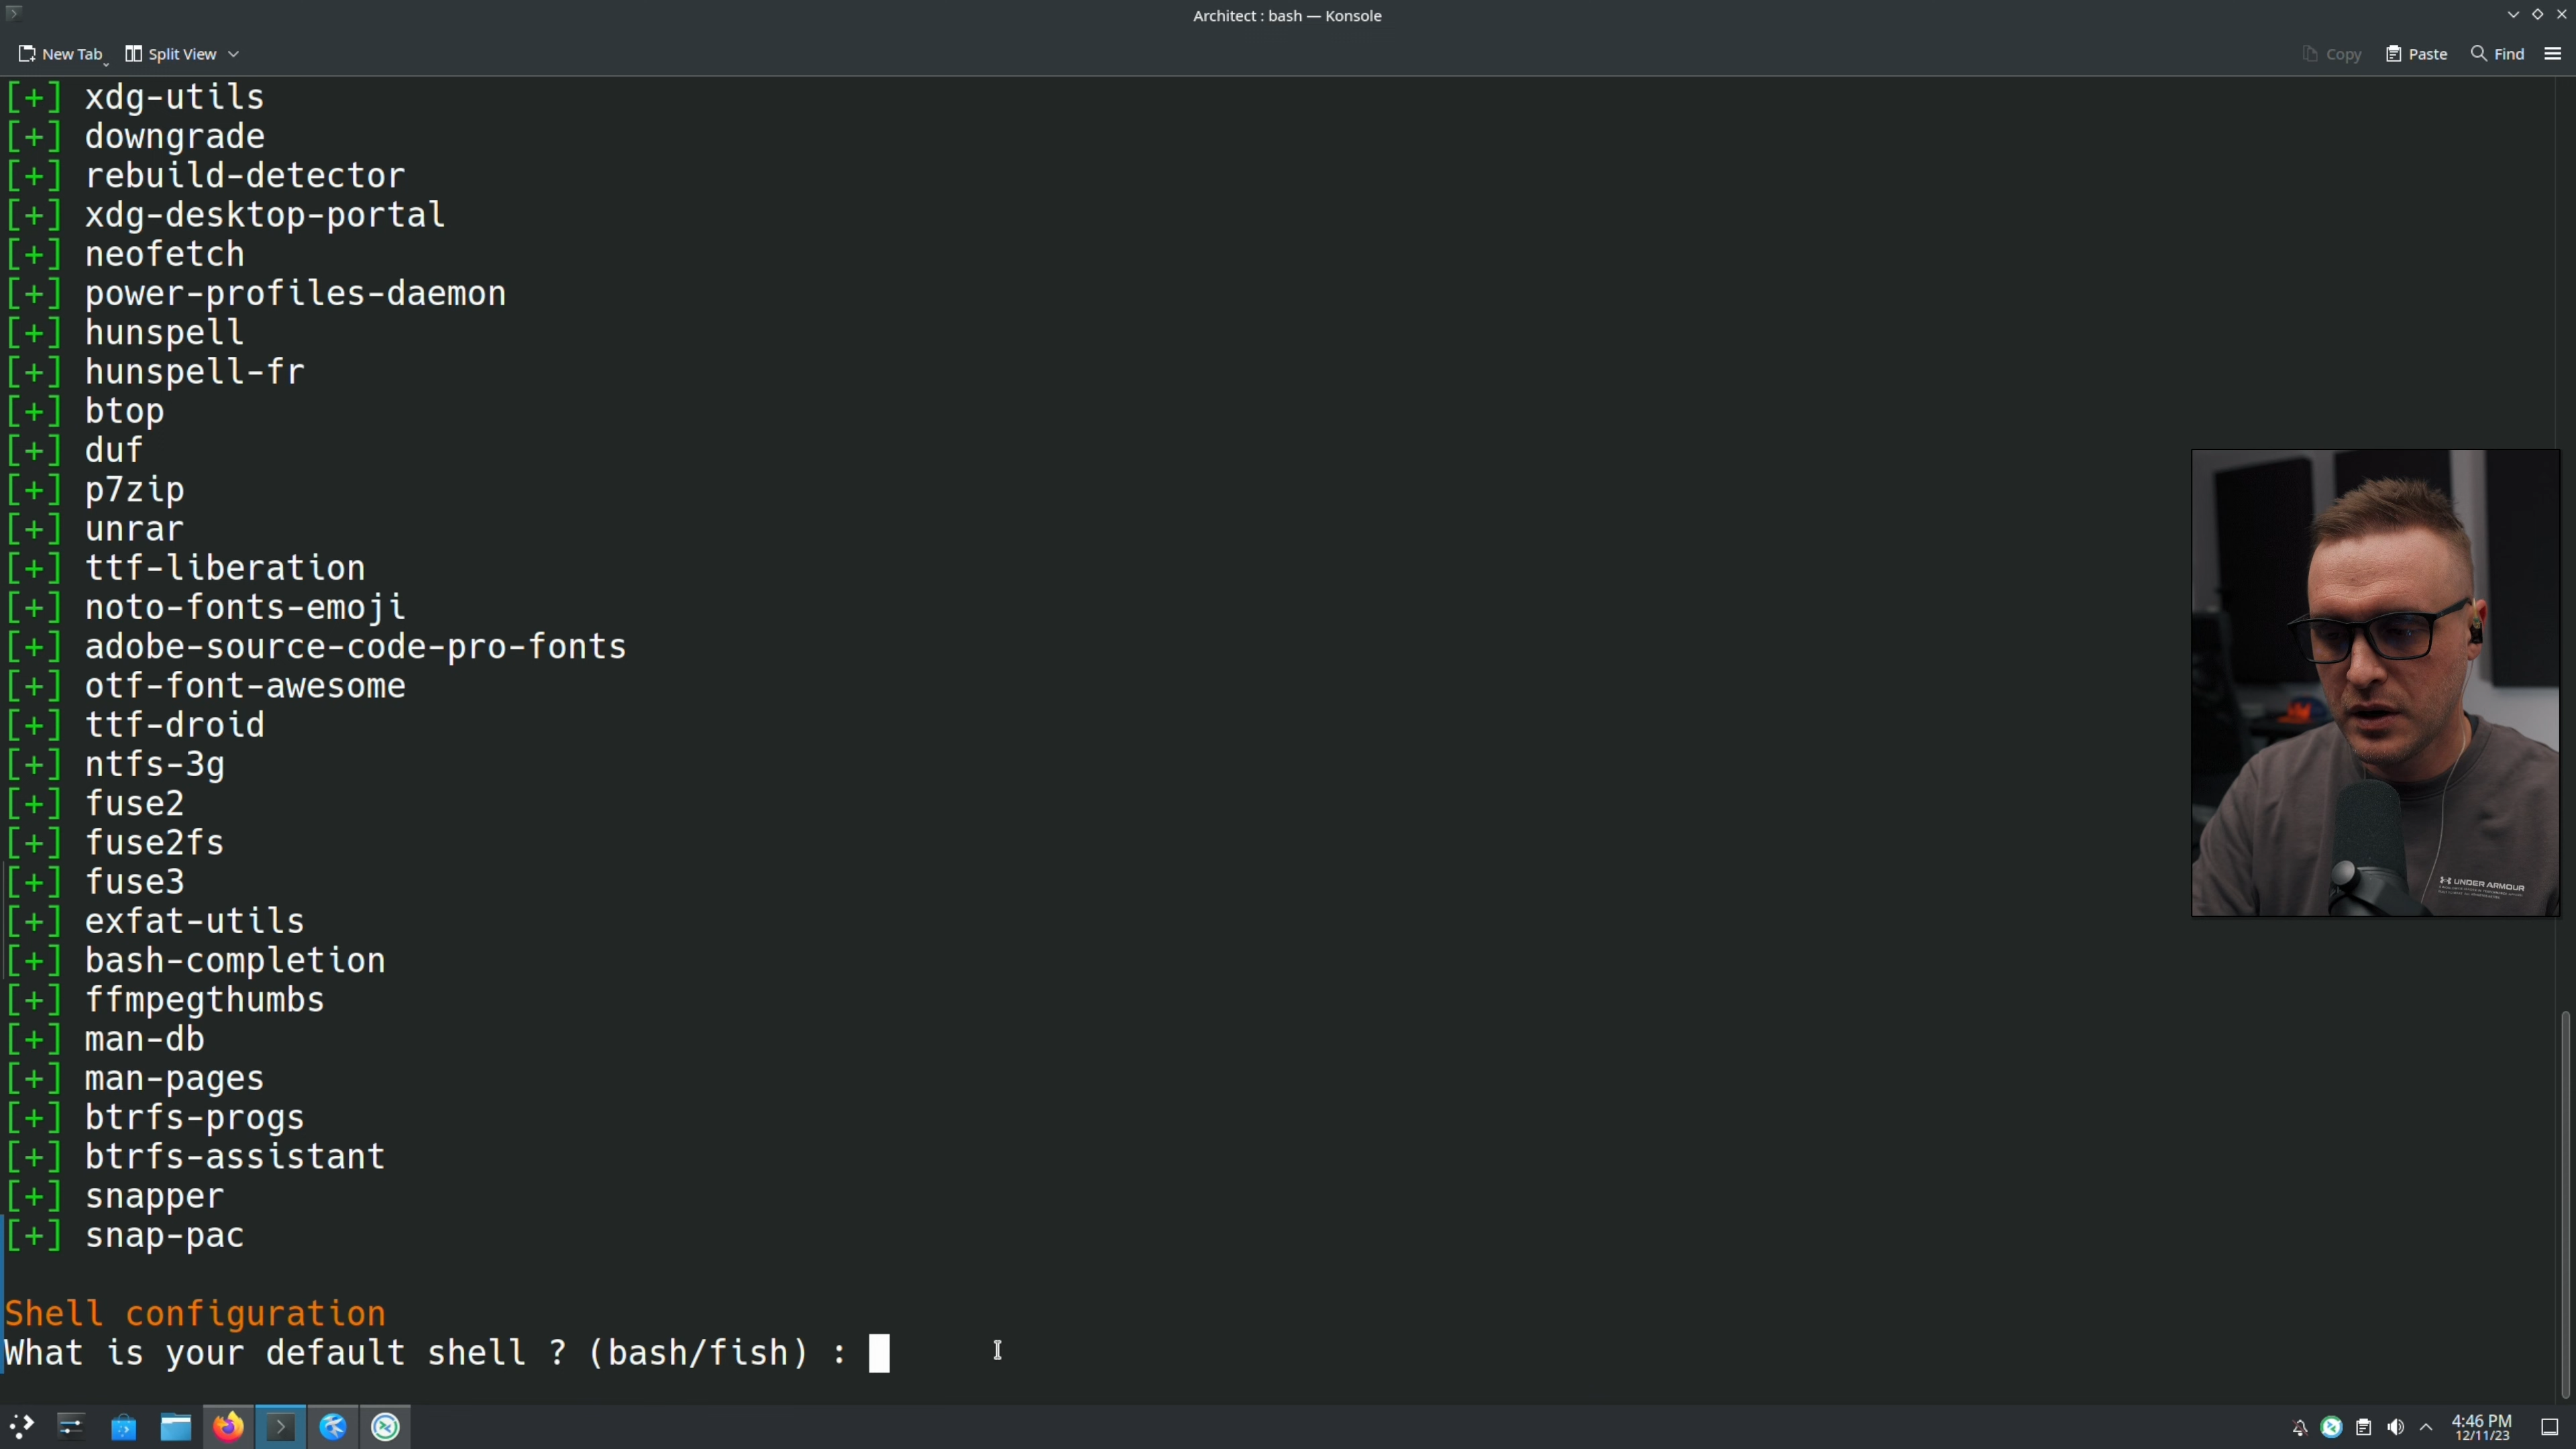 Architect : bash — Konsole
New Tab
Split View
Copy
Paste
Find
[+] xdg-utils
[+] downgrade
[+] rebuild-detector
[+] xdg-desktop-portal
[+] neofetch
[+] power-profiles-daemon
[+] hunspell
[+] hunspell-fr
[+] btop
[+] duf
[+] p7zip
[+] unrar
[+] ttf-liberation
[+] noto-fonts-emoji
[+] adobe-source-code-pro-fonts
[+] otf-font-awesome
[+] ttf-droid
[+] ntfs-3g
[+] fuse2
[+] fuse2fs
[+] fuse3
[+] exfat-utils
[+] bash-completion
[+] ffmpegthumbs
[+] man-db
[+] man-pages
[+] btrfs-progs
[+] btrfs-assistant
[+] snapper
[+] snap-pac
Shell configuration
What is your default shell ? (bash/fish) :
UNDER ARMOUR
4:46 PM
12/11/23